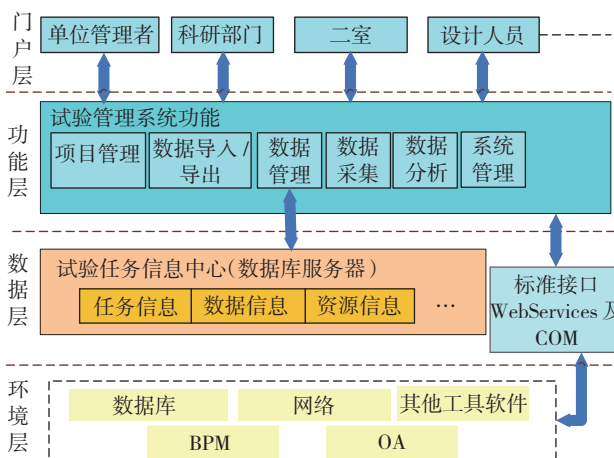 门户层
单位管理者
科研部门
二室
设计人员
功能层
试验管理系统功能
项目管理
数据导入/
导出
数据
管理
数据
采集
数据
分析
系统
管理
数据层
试验任务信息中心(数据库服务器)
任务信息
数据信息
资源信息
…
标准接口
WebServices 及
COM
环境层
数据库
网络
其他工具软件
BPM
OA